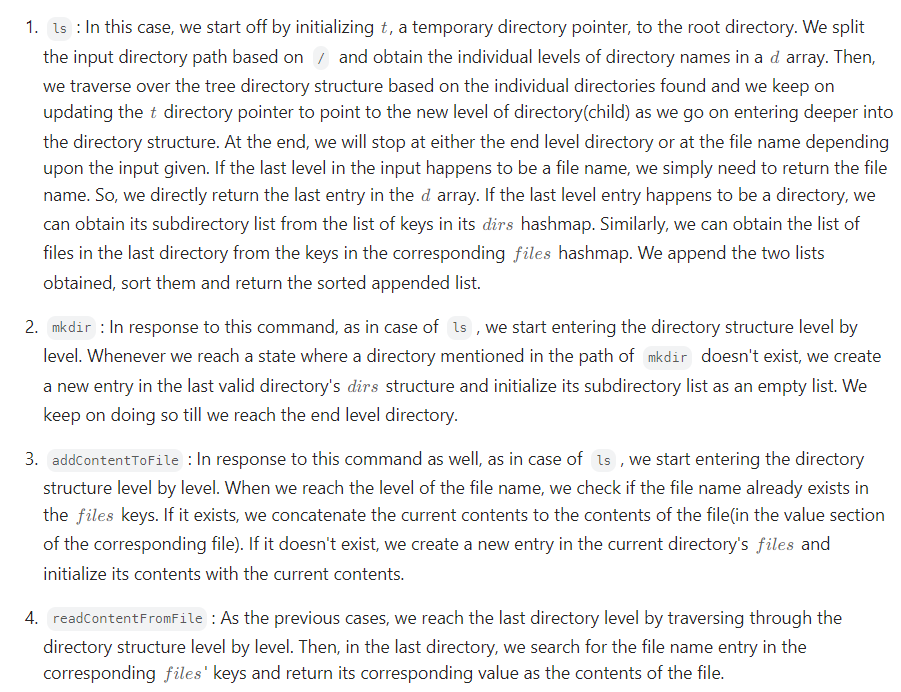 1. ls : In this case, we start off by initializing t, a temporary directory pointer, to the root directory. We split
the input directory path based on / and obtain the individual levels of directory names in a d array. Then,
we traverse over the tree directory structure based on the individual directories found and we keep on
updating the t directory pointer to point to the new level of directory(child) as we go on entering deeper into
the directory structure. At the end, we will stop at either the end level directory or at the file name depending
upon the input given. If the last level in the input happens to be a file name, we simply need to return the file
name. So, we directly return the last entry in the d array. If the last level entry happens to be a directory, we
can obtain its subdirectory list from the list of keys in its dirs hashmap. Similarly, we can obtain the list of
files in the last directory from the keys in the corresponding files hashmap. We append the two lists
obtained, sort them and return the sorted appended list.
2. mkdir : In response to this command, as in case of ls , we start entering the directory structure level by
level. Whenever we reach a state where a directory mentioned in the path of mkdir doesn't exist, we create
a new entry in the last valid directory's dirs structure and initialize its subdirectory list as an empty list. We
keep on doing so till we reach the end level directory.
3. addContentToFile : In response to this command as well, as in case of ls , we start entering the directory
structure level by level. When we reach the level of the file name, we check if the file name already exists in
the files keys. If it exists, we concatenate the current contents to the contents of the file(in the value section
of the corresponding file). If it doesn't exist, we create a new entry in the current directory's files and
initialize its contents with the current contents.
4. readContentFromFile : As the previous cases, we reach the last directory level by traversing through the
directory structure level by level. Then, in the last directory, we search for the file name entry in the
corresponding files' keys and return its corresponding value as the contents of the file.